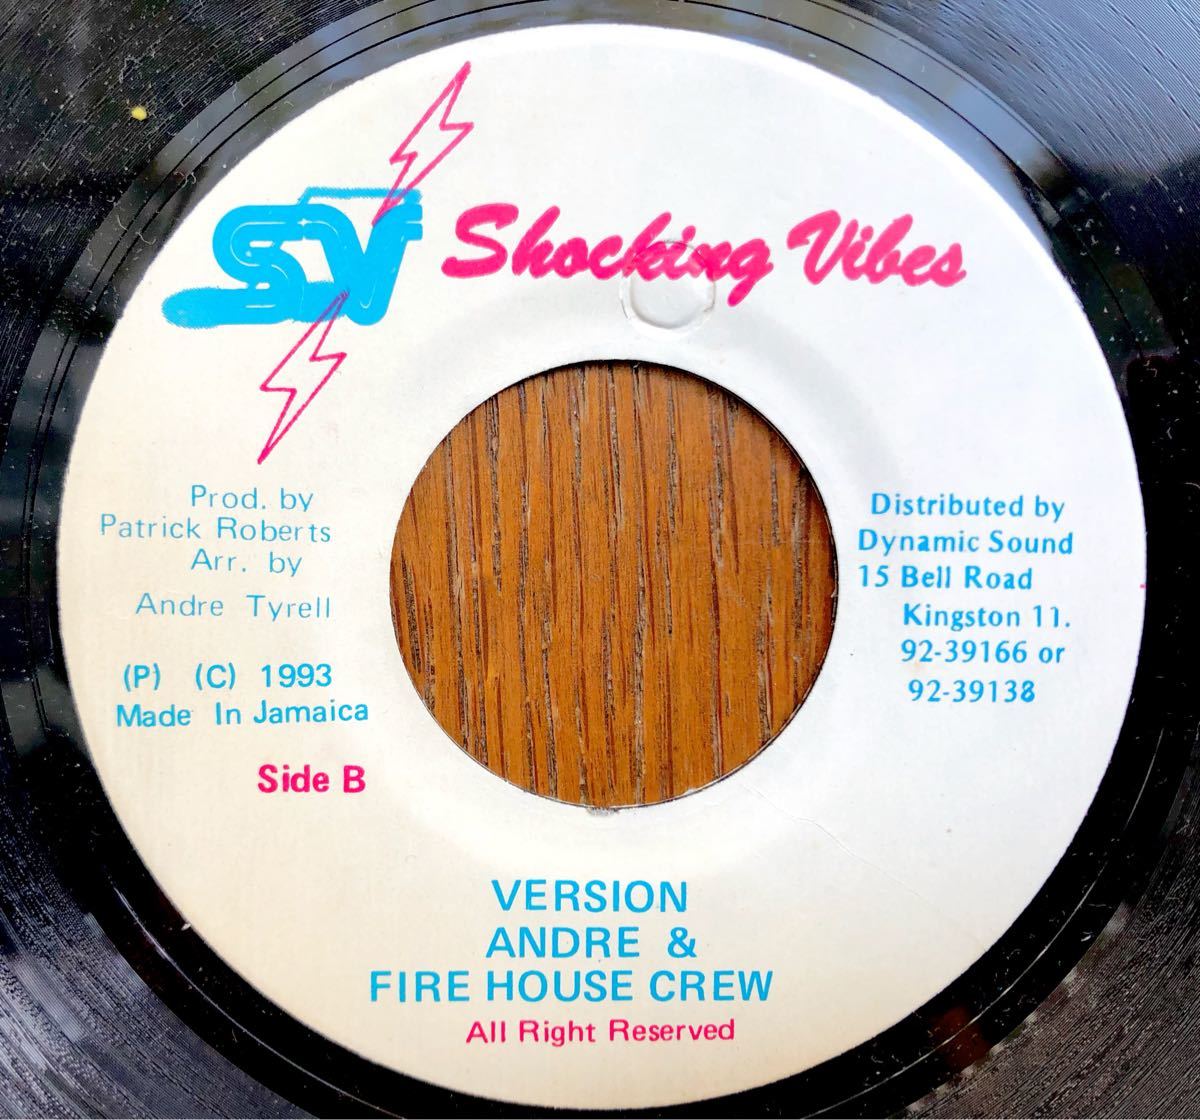 SV Shocking Vibes
Prod. by
Patrick Roberts
Arr. by
Andre Tyrell
(P) (C) 1993
Made In Jamaica
Side B
Distributed by
Dynamic Sound
15 Bell Road
Kingston 11.
92-39166 or
92-39138
VERSION
ANDRE &
FIRE HOUSE CREW
All Right Reserved